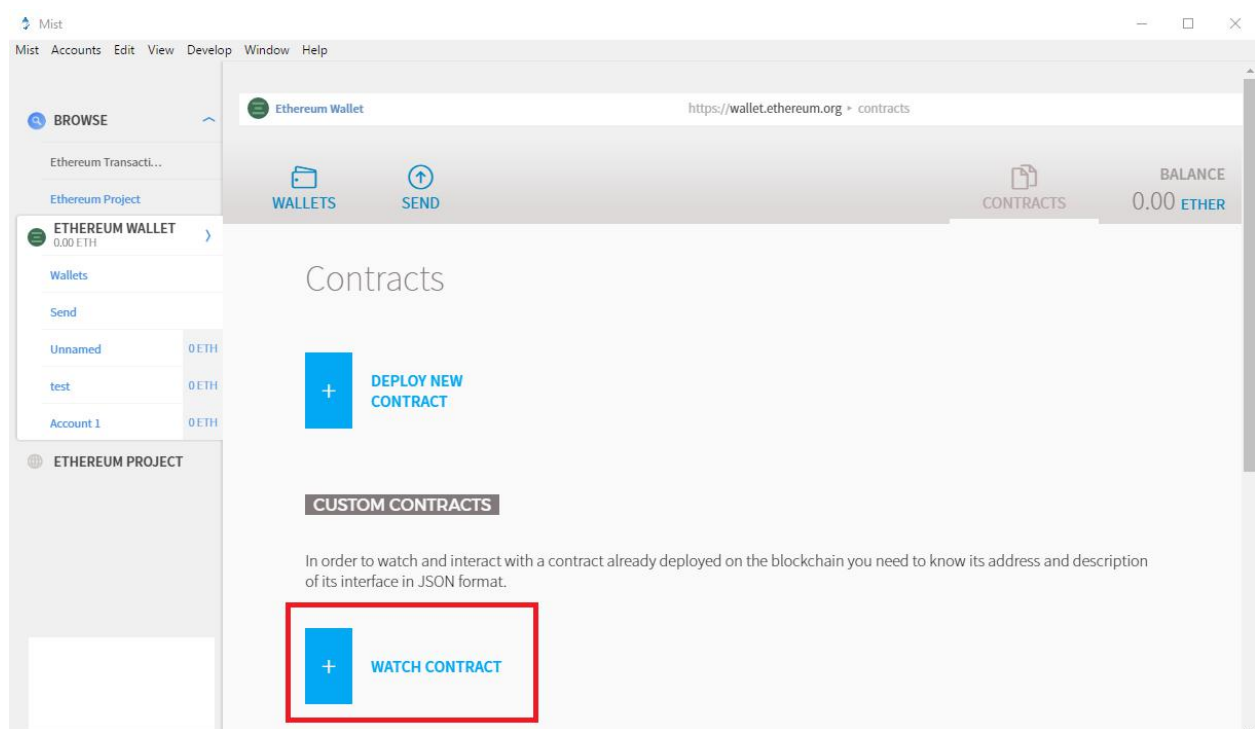 Mist
Mist Accounts Edit View Develop Window Help
BROWSE
Ethereum Transacti...
Ethereum Project
ETHEREUM WALLET
0.00 ETH
Wallets
Send
Unnamed 0 ETH
test 0 ETH
Account 1 0 ETH
ETHEREUM PROJECT
Ethereum Wallet https://wallet.ethereum.org ▸ contracts
WALLETS SEND CONTRACTS
BALANCE
0.00 ETHER
Contracts
+ DEPLOY NEW
CONTRACT
CUSTOM CONTRACTS
In order to watch and interact with a contract already deployed on the blockchain you need to know its address and description
of its interface in JSON format.
+ WATCH CONTRACT